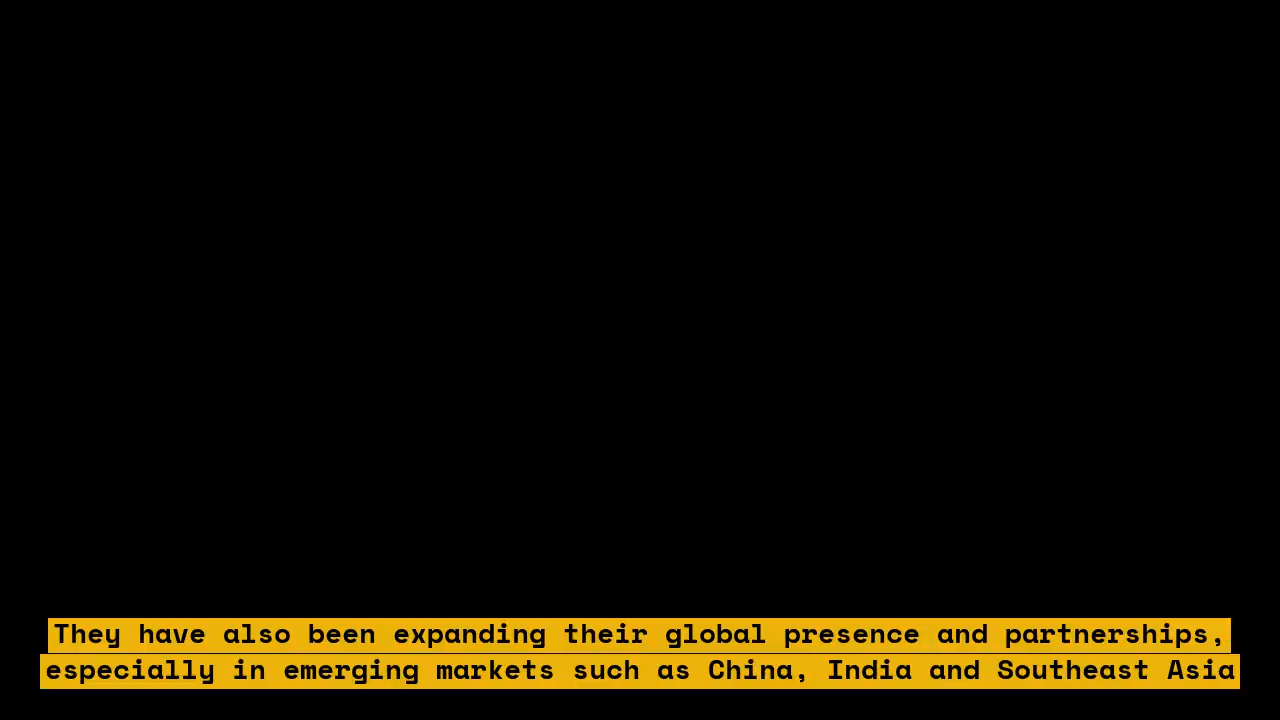 They have also been expanding their global presence and partnerships,
especially in emerging markets such as China, India and Southeast Asia